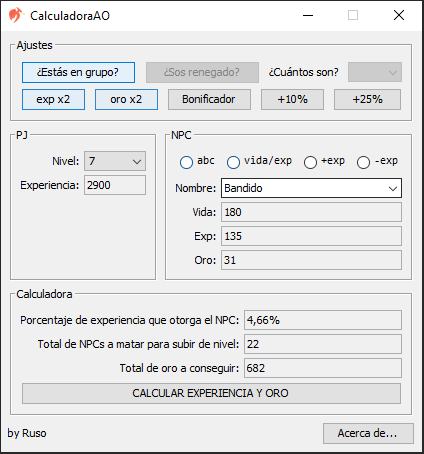 CalculadoraAO
Ajustes
¿Estás en grupo? ¿Sos renegado? ¿Cuántos son?
exp x2 oro x2 Bonificador +10% +25%
PJ
Nivel: 7
Experiencia: 2900
NPC
abc vida/exp +exp -exp
Nombre: Bandido
Vida: 180
Exp: 135
Oro: 31
Calculadora
Porcentaje de experiencia que otorga el NPC: 4,66%
Total de NPCs a matar para subir de nivel: 22
Total de oro a conseguir: 682
CALCULAR EXPERIENCIA Y ORO
by Ruso Acerca de...